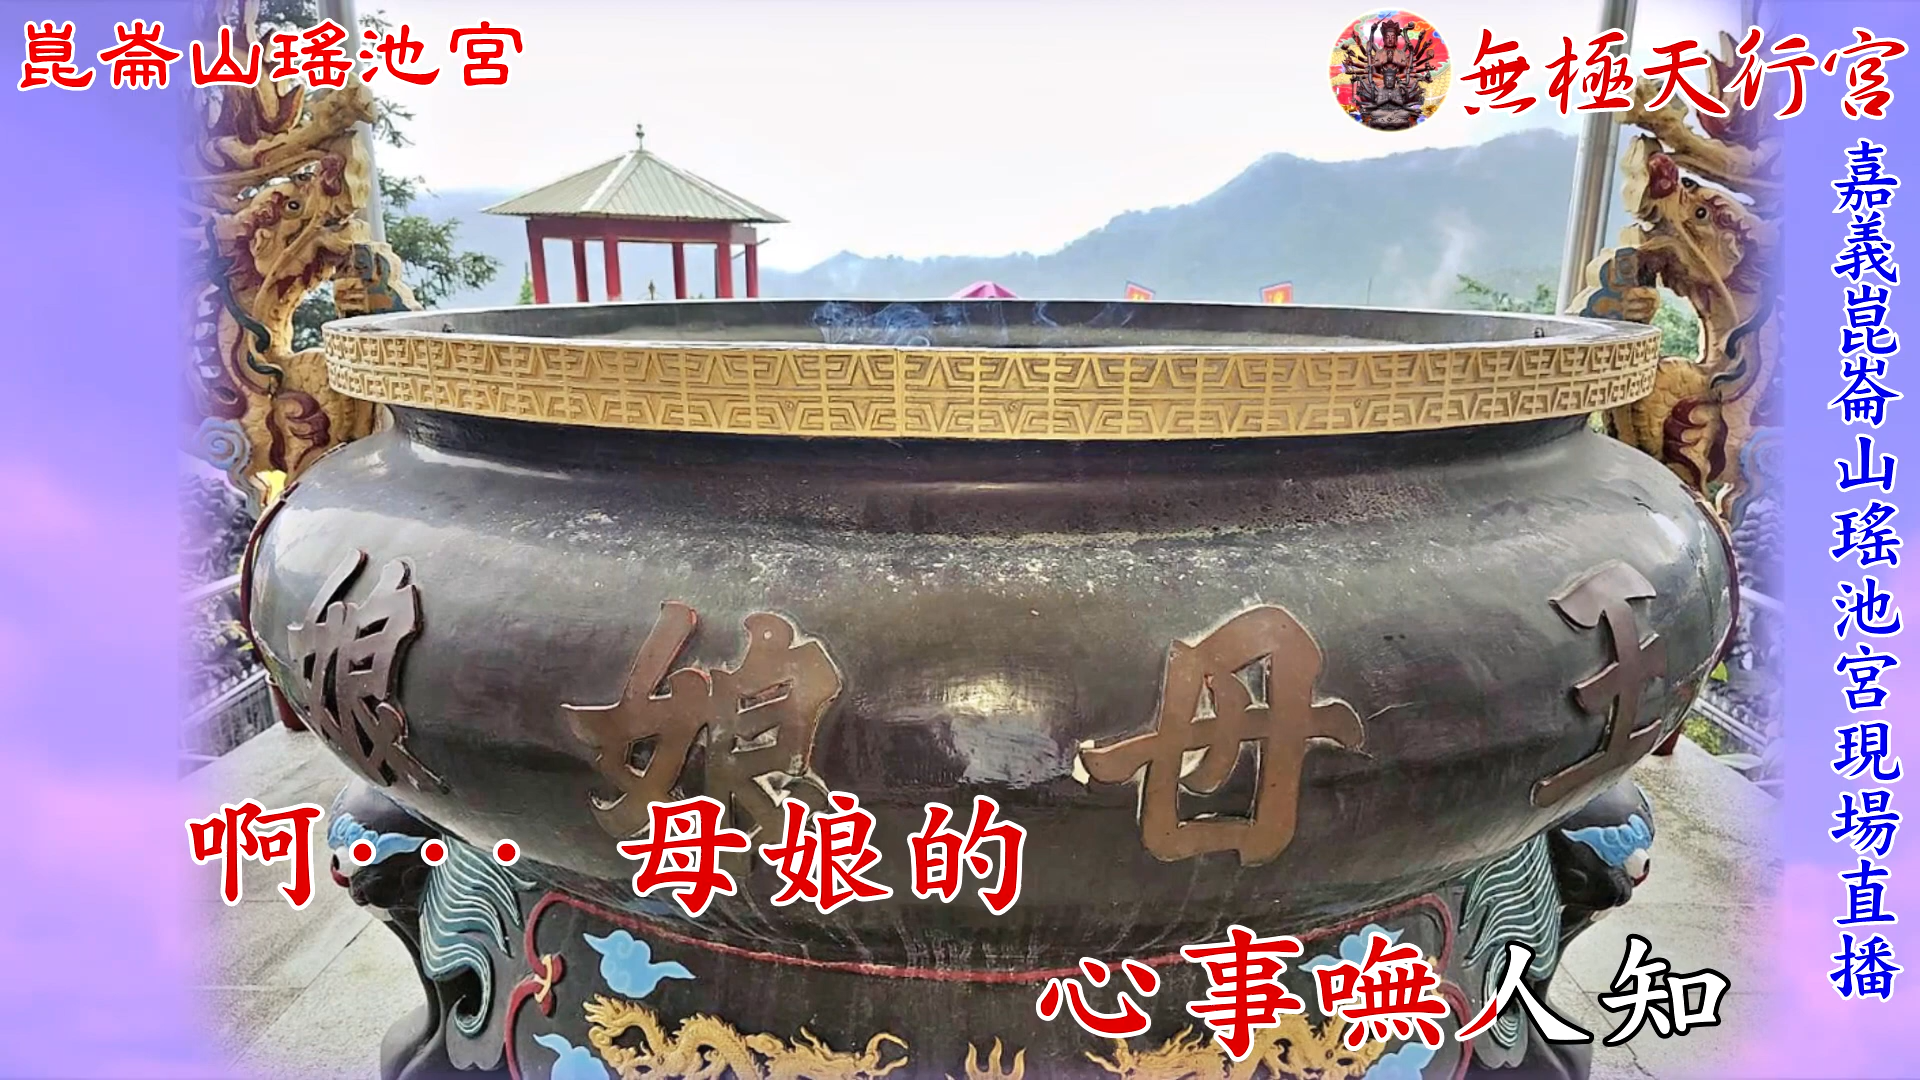 崑崙山瑤池宮
無極天行宮
嘉義崑崙山瑤池宮現場直播
娘娘母王
啊··· 母娘的
心事嘸人知